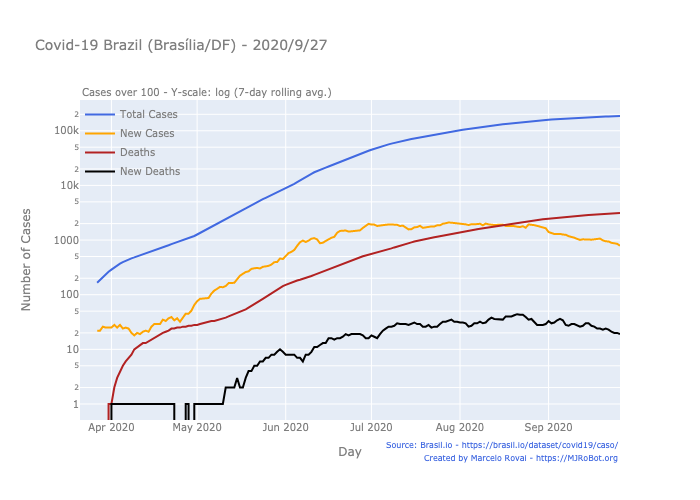 Covid-19 Brazil (Brasília/DF) - 2020/9/27
Cases over 100 - Y-scale: log (7-day rolling avg.)
Total Cases
New Cases
Deaths
New Deaths
2
100k
5
2
10k
5
2
1000
5
2
100
5
2
10
5
2
1
Number of Cases
Apr 2020
May 2020
Jun 2020
Jul 2020
Aug 2020
Sep 2020
Day
Source: Brasil.io - https://brasil.io/dataset/covid19/caso/
Created by Marcelo Rovai - https://MJRoBot.org